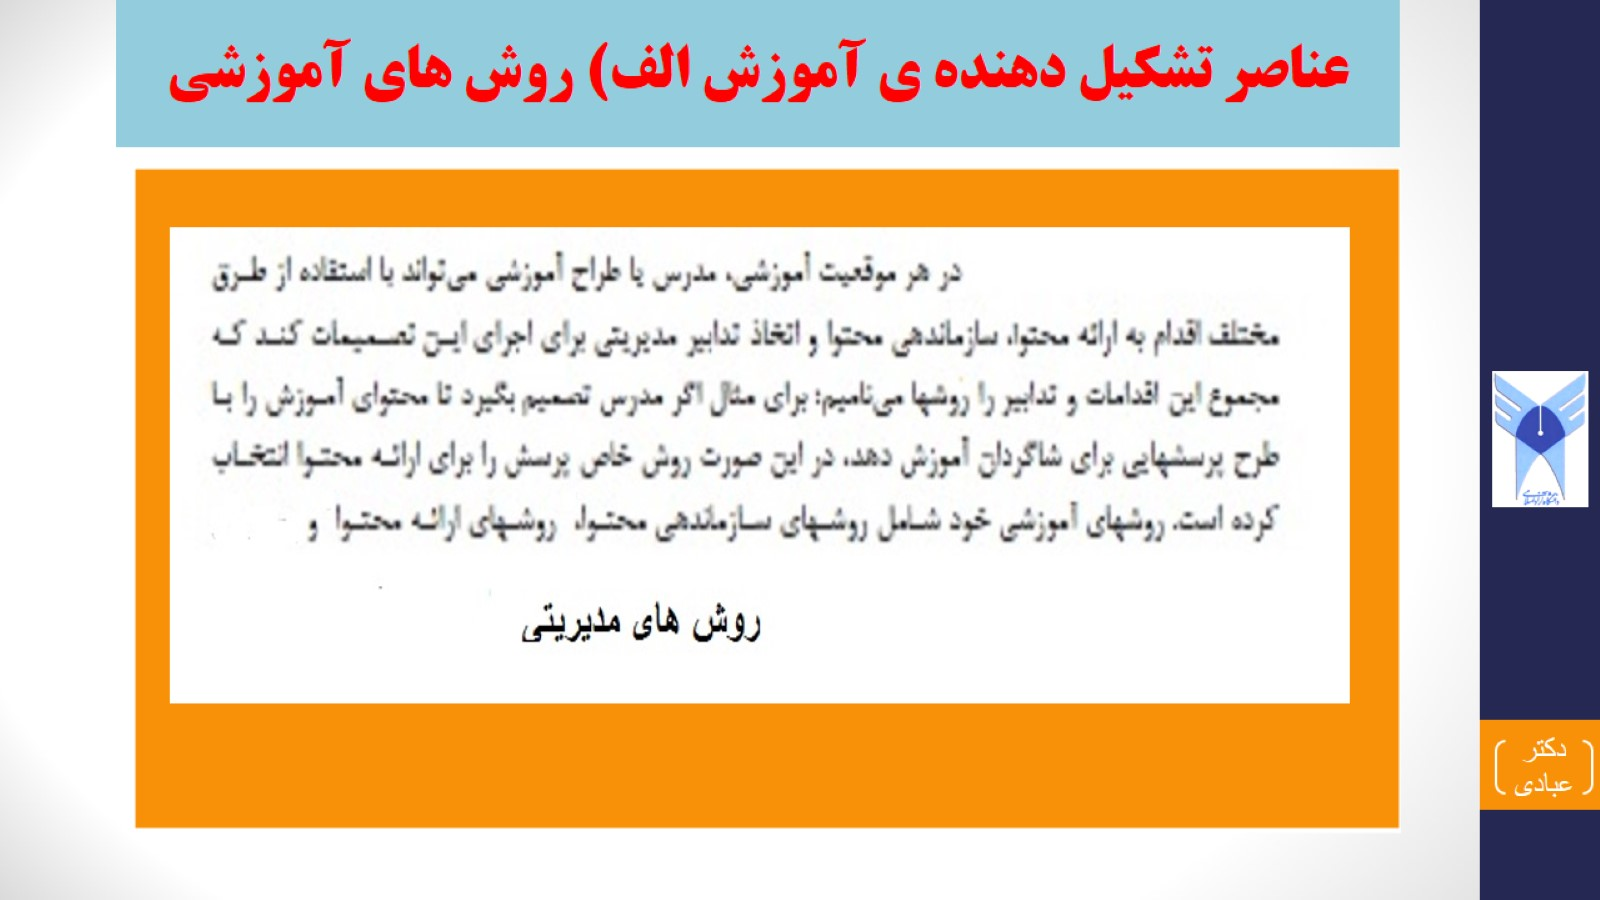 عناصر تشکیل دهنده ی آموزش الف) روش های آموزشی
در هر موقعیت آموزشی، مدرس یا طراح آموزشی می‌تواند با استفاده از طرق
مختلف اقدام به ارائه محتوا، سازماندهی محتوا و اتخاذ تدابیر مدیریتی برای اجرای این تصمیمات کند که
مجموع این اقدامات و تدابیر را روشها می‌نامیم؛ برای مثال اگر مدرس تصمیم بگیرد تا محتوای آموزش را با
طرح پرسشهایی برای شاگردان آموزش دهد، در این صورت روش خاص پرسش را برای ارائه محتوا انتخاب
کرده است. روشهای آموزشی خود شامل روشهای سازماندهی محتوا، روشهای ارائه محتوا و
روش های مدیریتی
دکتر
عبادی